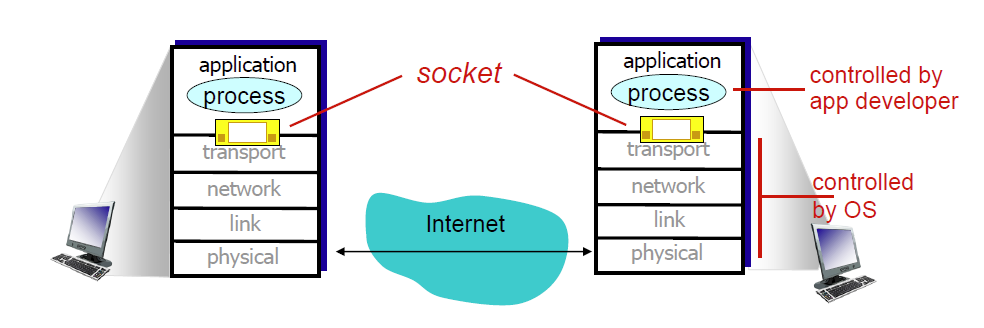 application
process
transport
network
link
physical
socket
Internet
application
process
transport
network
link
physical
controlled by
app developer
controlled
by OS